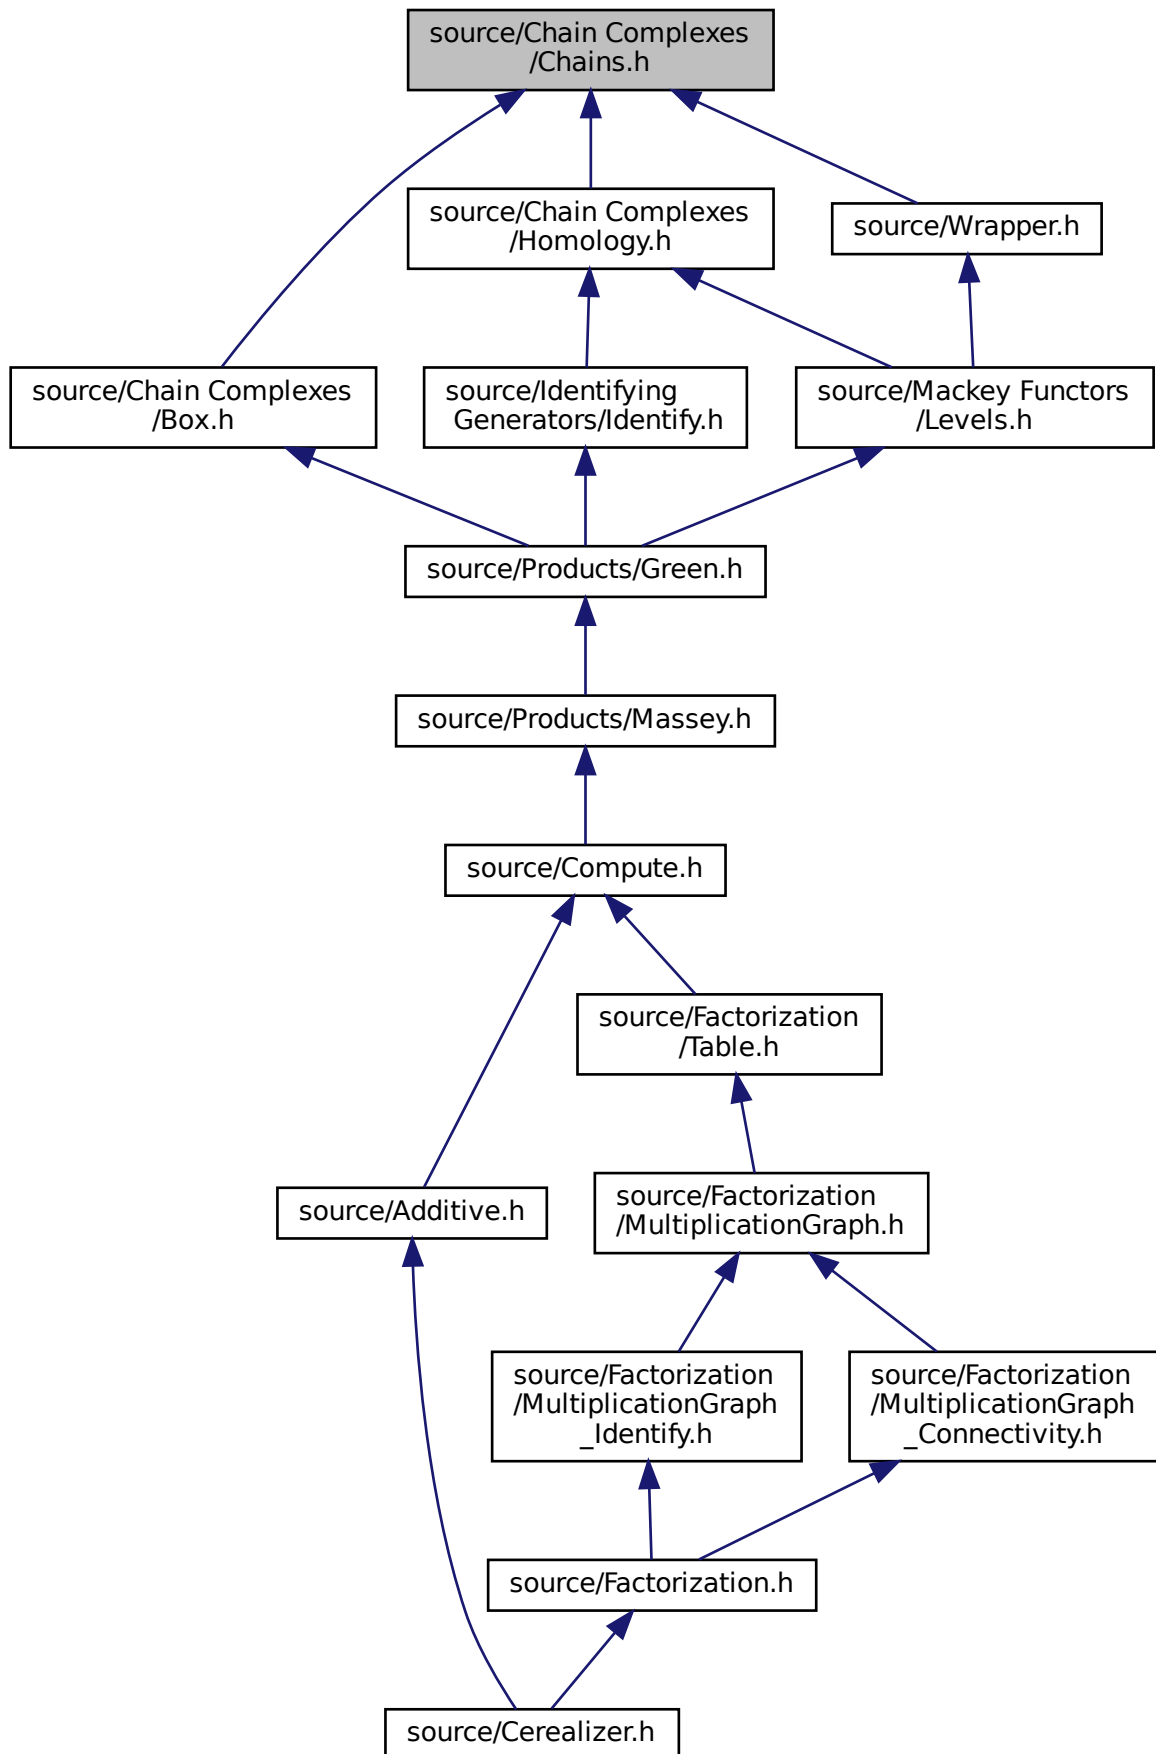 source/Chain Complexes
/Chains.h
source/Chain Complexes
/Homology.h
source/Wrapper.h
source/Chain Complexes
/Box.h
source/Identifying
Generators/Identify.h
source/Mackey Functors
/Levels.h
source/Products/Green.h
source/Products/Massey.h
source/Compute.h
source/Factorization
/Table.h
source/Additive.h
source/Factorization
/MultiplicationGraph.h
source/Factorization
/MultiplicationGraph
_Identify.h
source/Factorization
/MultiplicationGraph
_Connectivity.h
source/Factorization.h
source/Cerealizer.h